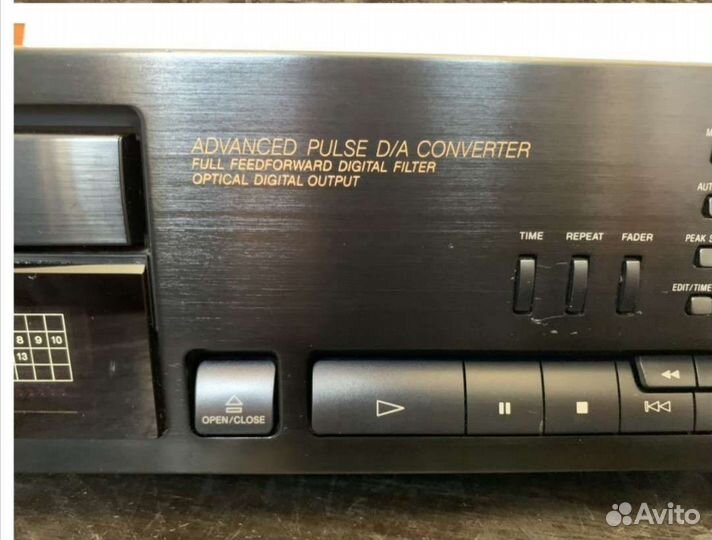 ADVANCED PULSE D/A CONVERTER
FULL FEEDFORWARD DIGITAL FILTER
OPTICAL DIGITAL OUTPUT
TIME REPEAT FADER
PEAK S
EDIT/TIME
8 9 10
13
OPEN/CLOSE
Avito